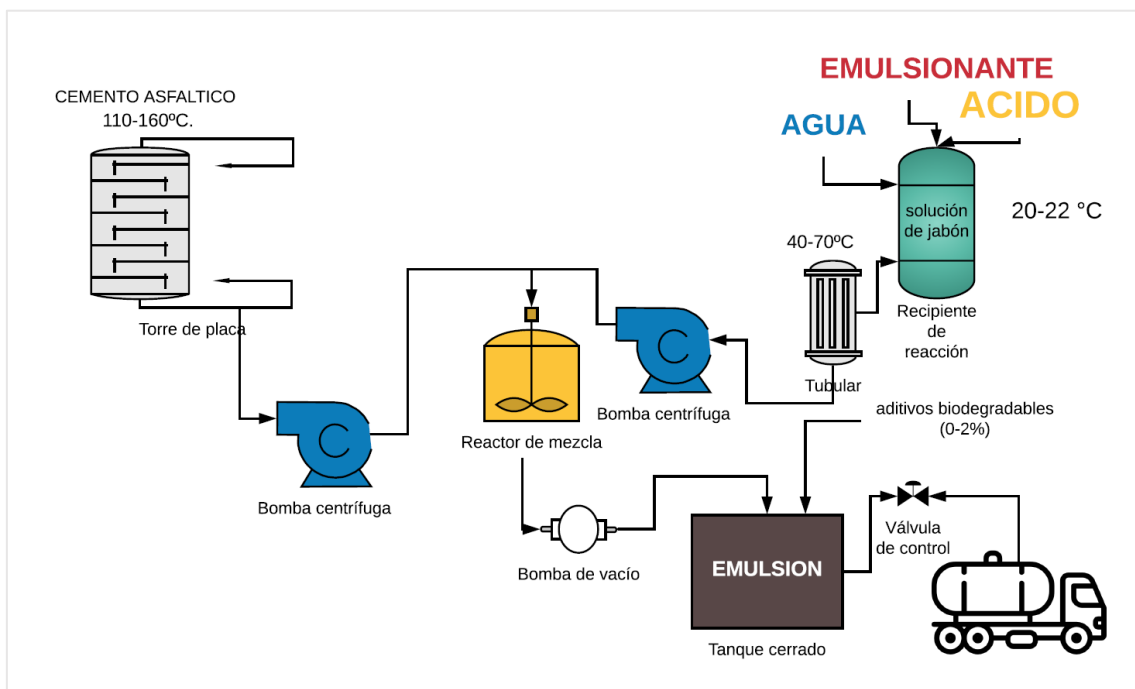 CEMENTO ASFALTICO
110-160ºC.
EMULSIONANTE
ACIDO
AGUA
solución
de jabón
20-22 °C
40-70ºC
Torre de placa
Recipiente
de
reacción
Tubular
Bomba centrífuga
aditivos biodegradables
(0-2%)
Reactor de mezcla
Bomba centrífuga
Válvula
de control
EMULSION
Bomba de vacío
Tanque cerrado